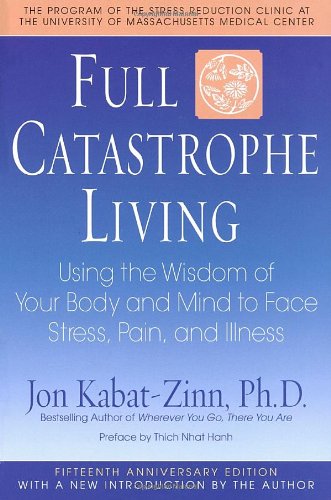 THE PROGRAM OF THE STRESS REDUCTION CLINIC AT
THE UNIVERSITY OF MASSACHUSETTS MEDICAL CENTER
FULL
CATASTROPHE
LIVING
Using the Wisdom of
Your Body and Mind to Face
Stress, Pain, and Illness
Jon Kabat-Zinn, Ph.D.
Bestselling Author of Wherever You Go, There You Are
Preface by Thich Nhat Hanh
FIFTEENTH ANNIVERSARY EDITION
WITH A NEW INTRODUCTION BY THE AUTHOR